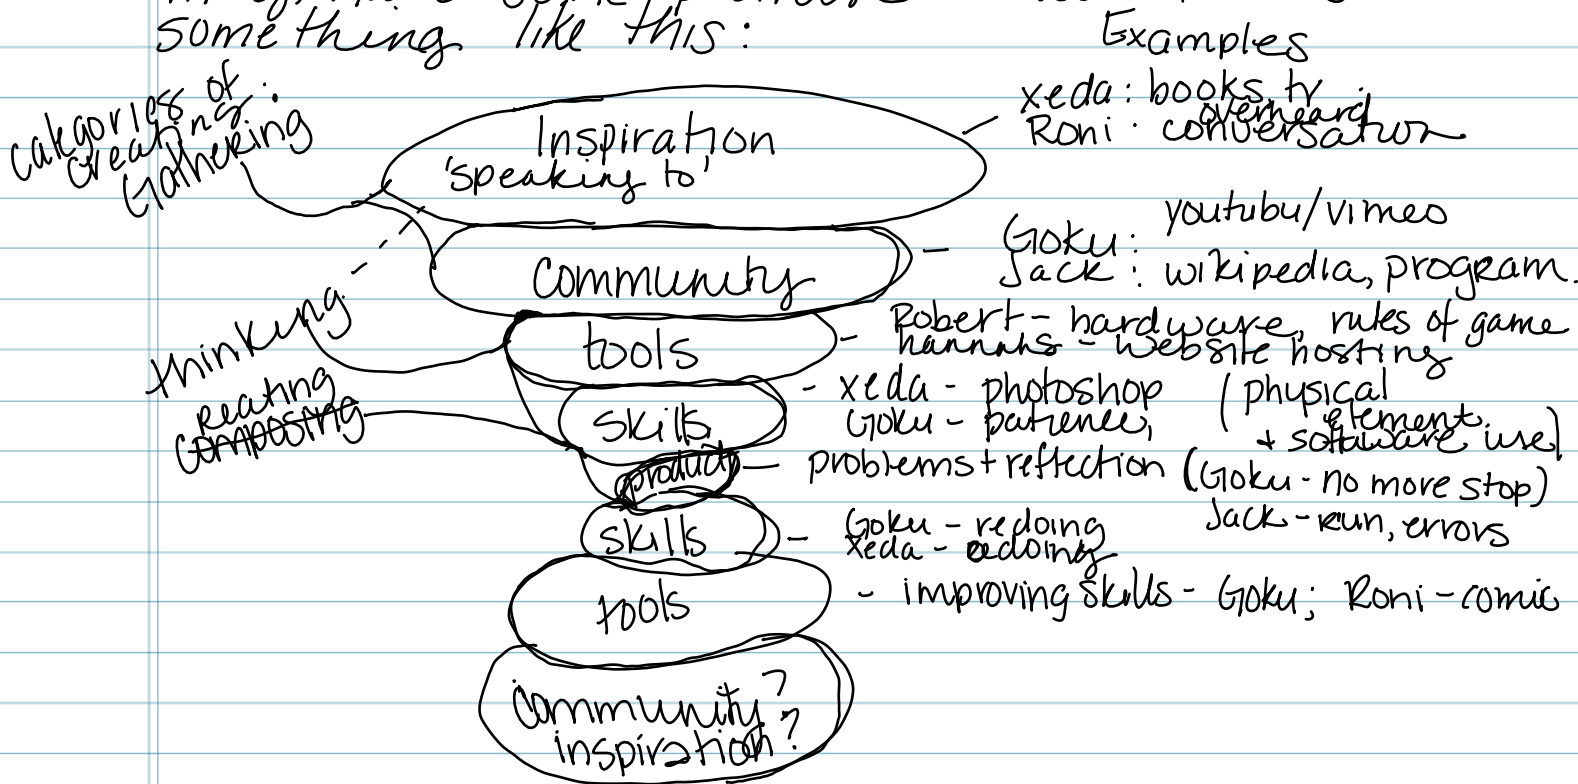 something like this:
Examples
categories of
creating:
Gathering
Inspiration
'speaking to'
xeda: books, tv
overheard
Roni: conversation
Community
youtubu/vimeo
Goku:
Jack: wikipedia, program.
thinking
tools
Robert - hardware, rules of game
hannahs - website hosting
reating
composing
skills
- xeda - photoshop (physical
element
Goku - patience, + software use)
product
problems + reflection (Goku - no more stop)
Jack - run, errors
skills
Goku - redoing
xeda - redoing
tools
- improving skills - Goku; Roni - comic
community?
inspiration?